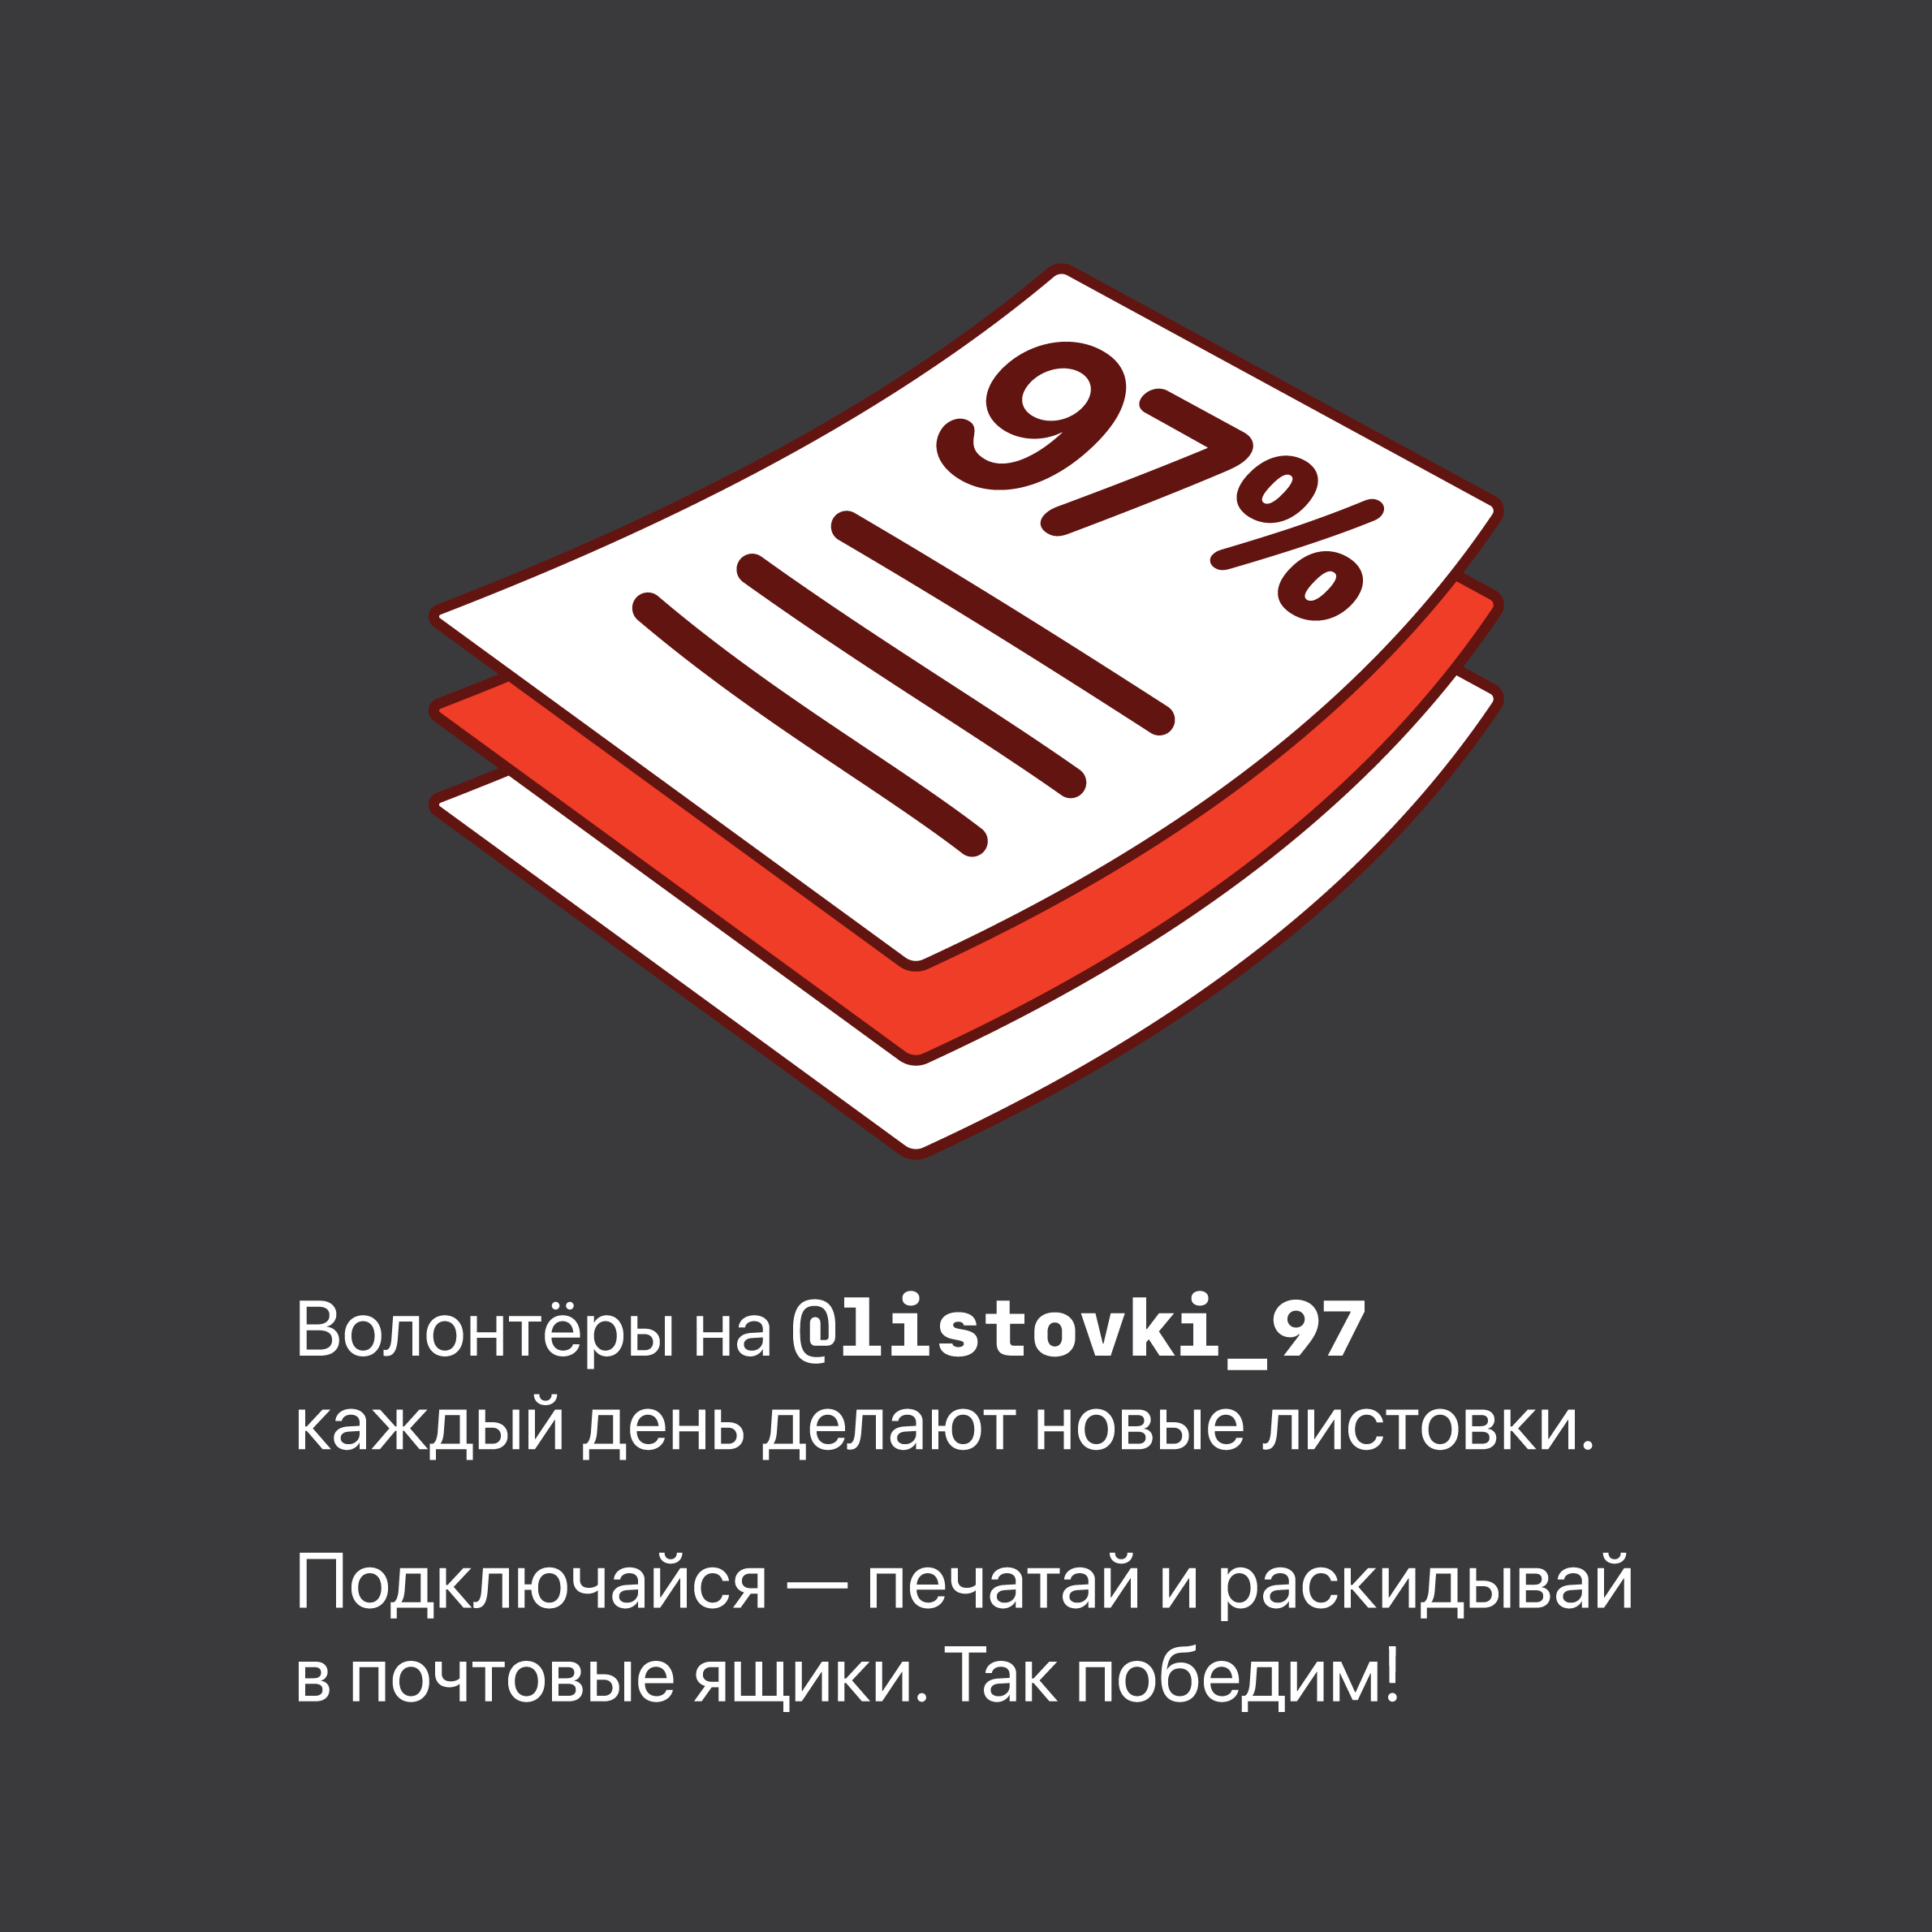 97%
Волонтёры на @listovki_97
каждый день делают новые листовки.
Подключайся — печатай и раскидывай
в почтовые ящики. Так победим!